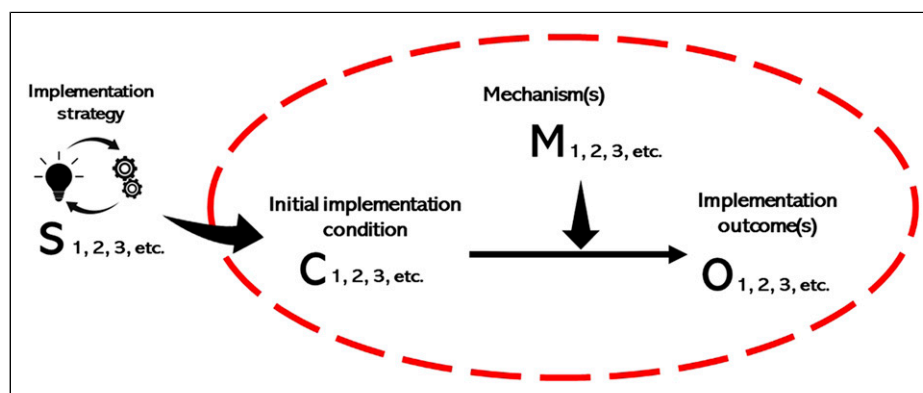 Implementation
strategy
S 1, 2, 3, etc.
Mechanism(s)
M 1, 2, 3, etc.
Initial implementation
condition
C 1, 2, 3, etc.
Implementation
outcome(s)
O 1, 2, 3, etc.